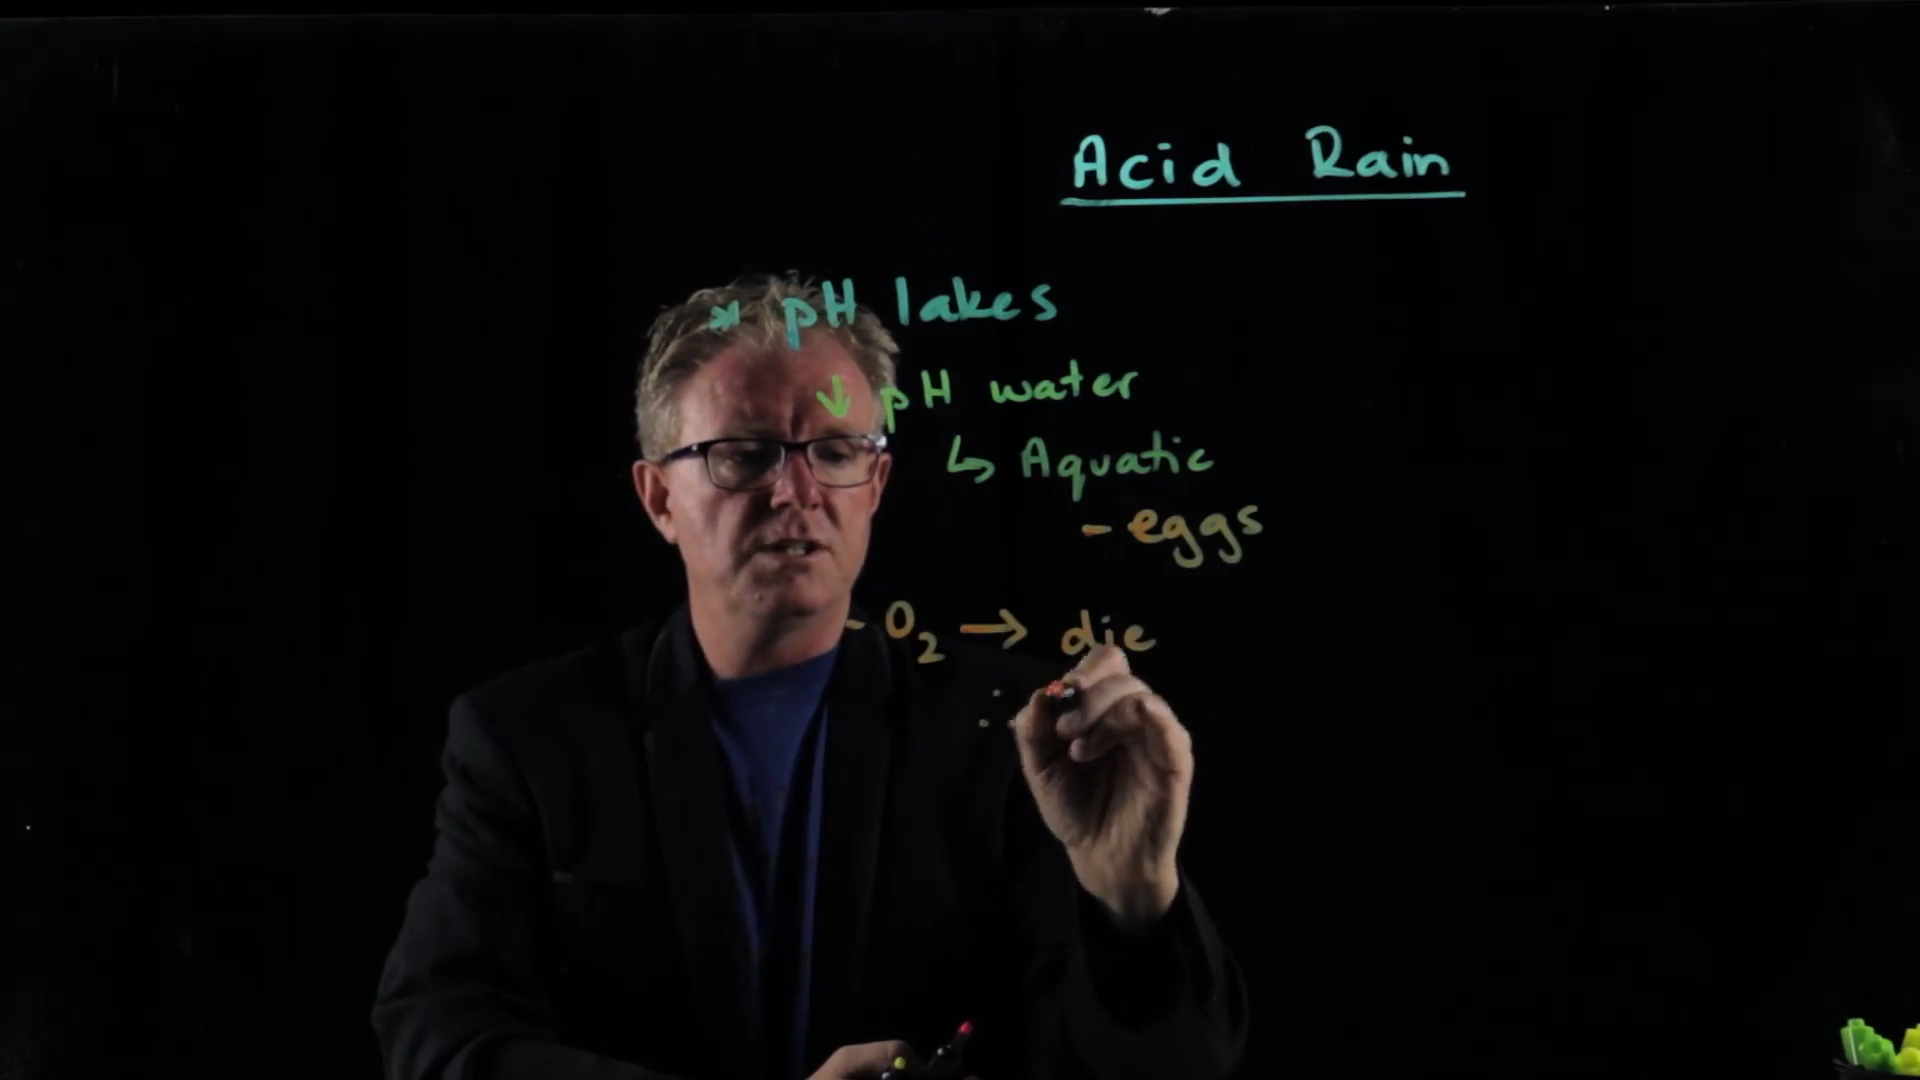 Acid Rain
* pH lakes
↓ pH water
↳ Aquatic
- eggs
- O₂ → die
∴